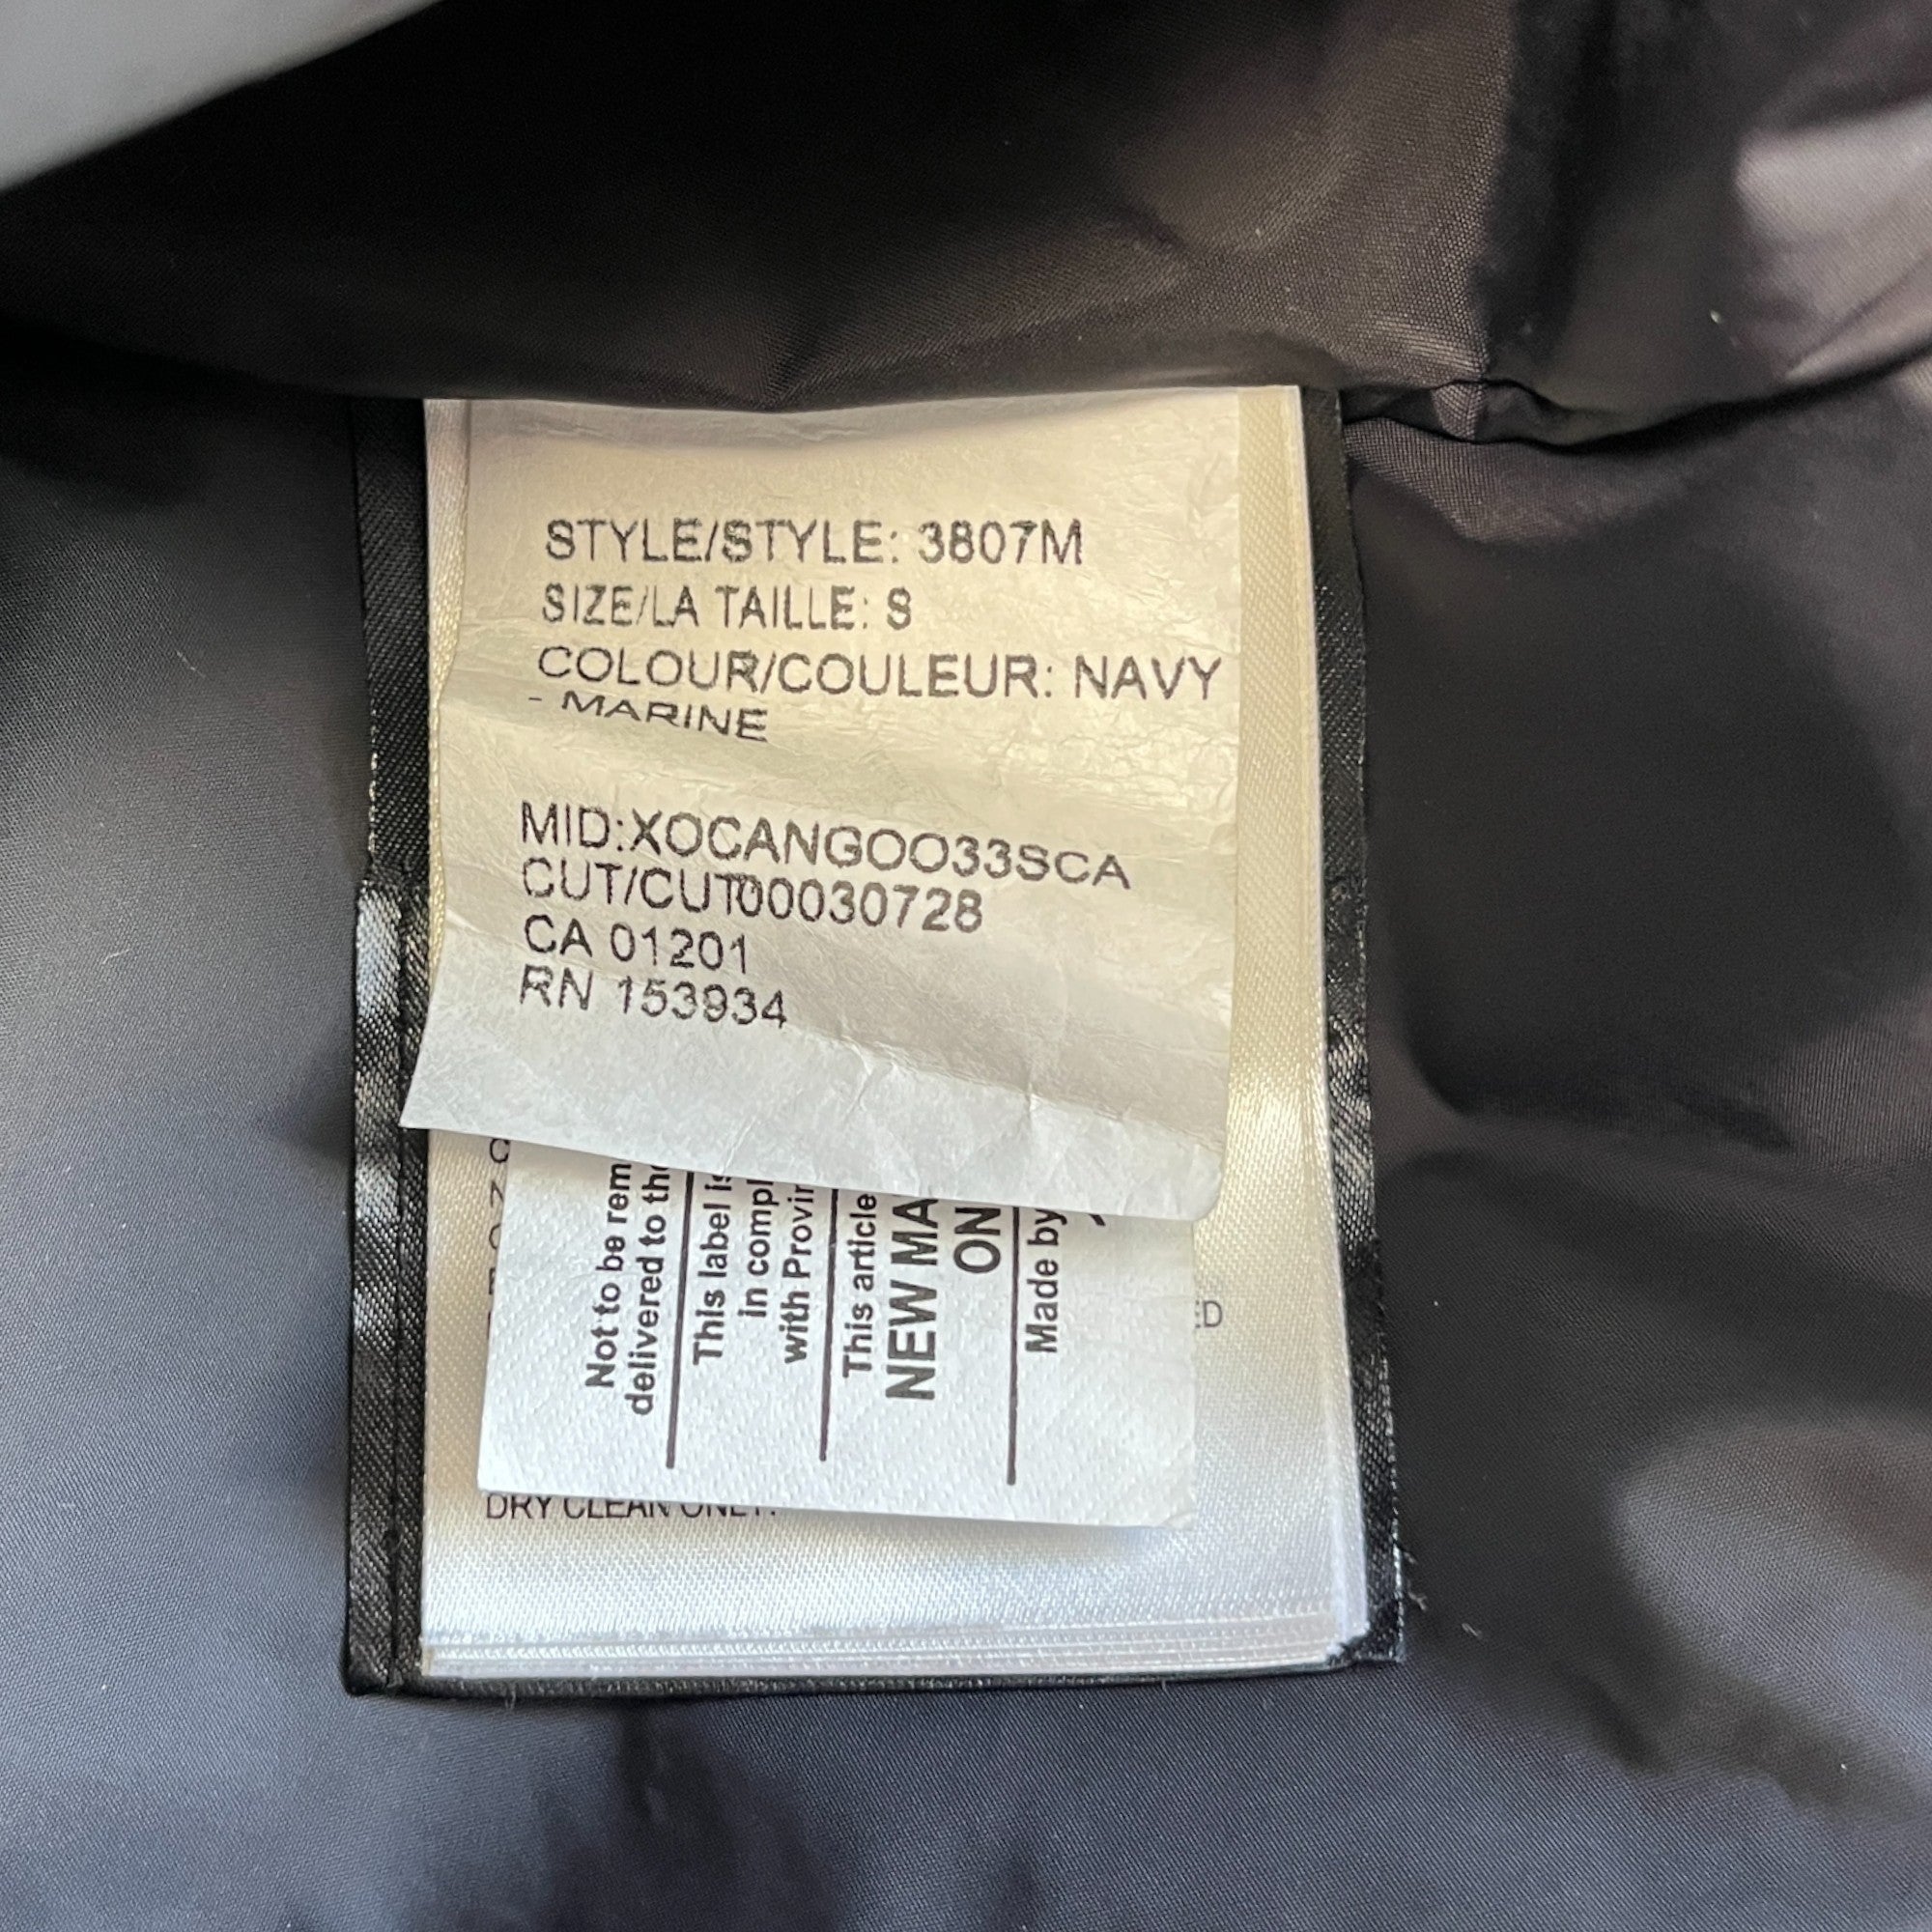 STYLE/STYLE: 3807M
SIZE/LA TAILLE: S
COLOUR/COULEUR: NAVY
- MARINE
MID:XOCANGOO33SCA
CUT/CUT00030728
CA 01201
RN 153934
Not to be rem
delivered to the
This label is
in compl
with Provin
This article
NEW MA
ON
Made by
ED
DRY CLEAN ONLY.